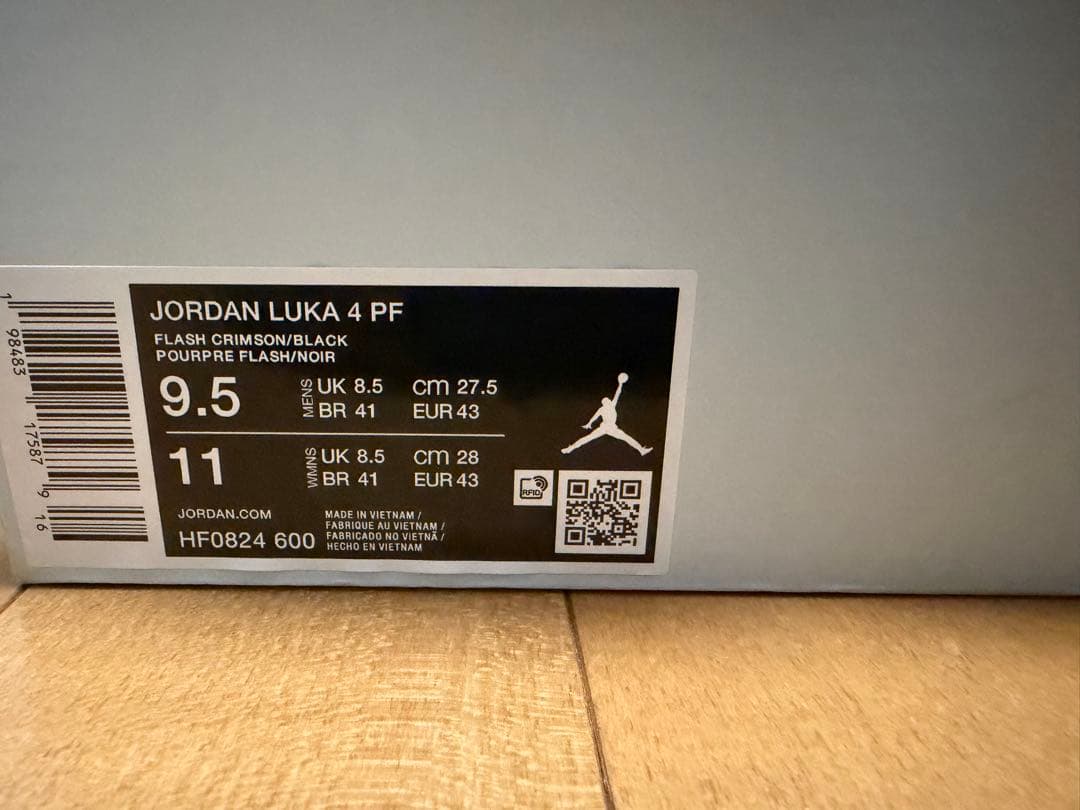 JORDAN LUKA 4 PF
FLASH CRIMSON/BLACK
POURPRE FLASH/NOIR
9.5 MENS UK 8.5 cm 27.5
BR 41 EUR 43
11 WMNS UK 8.5 cm 28
BR 41 EUR 43
RFID
JORDAN.COM
HF0824 600
MADE IN VIETNAM /
FABRIQUE AU VIETNAM /
FABRICADO NO VIETNÃ /
HECHO EN VIETNAM
1 98483 17587 9 16